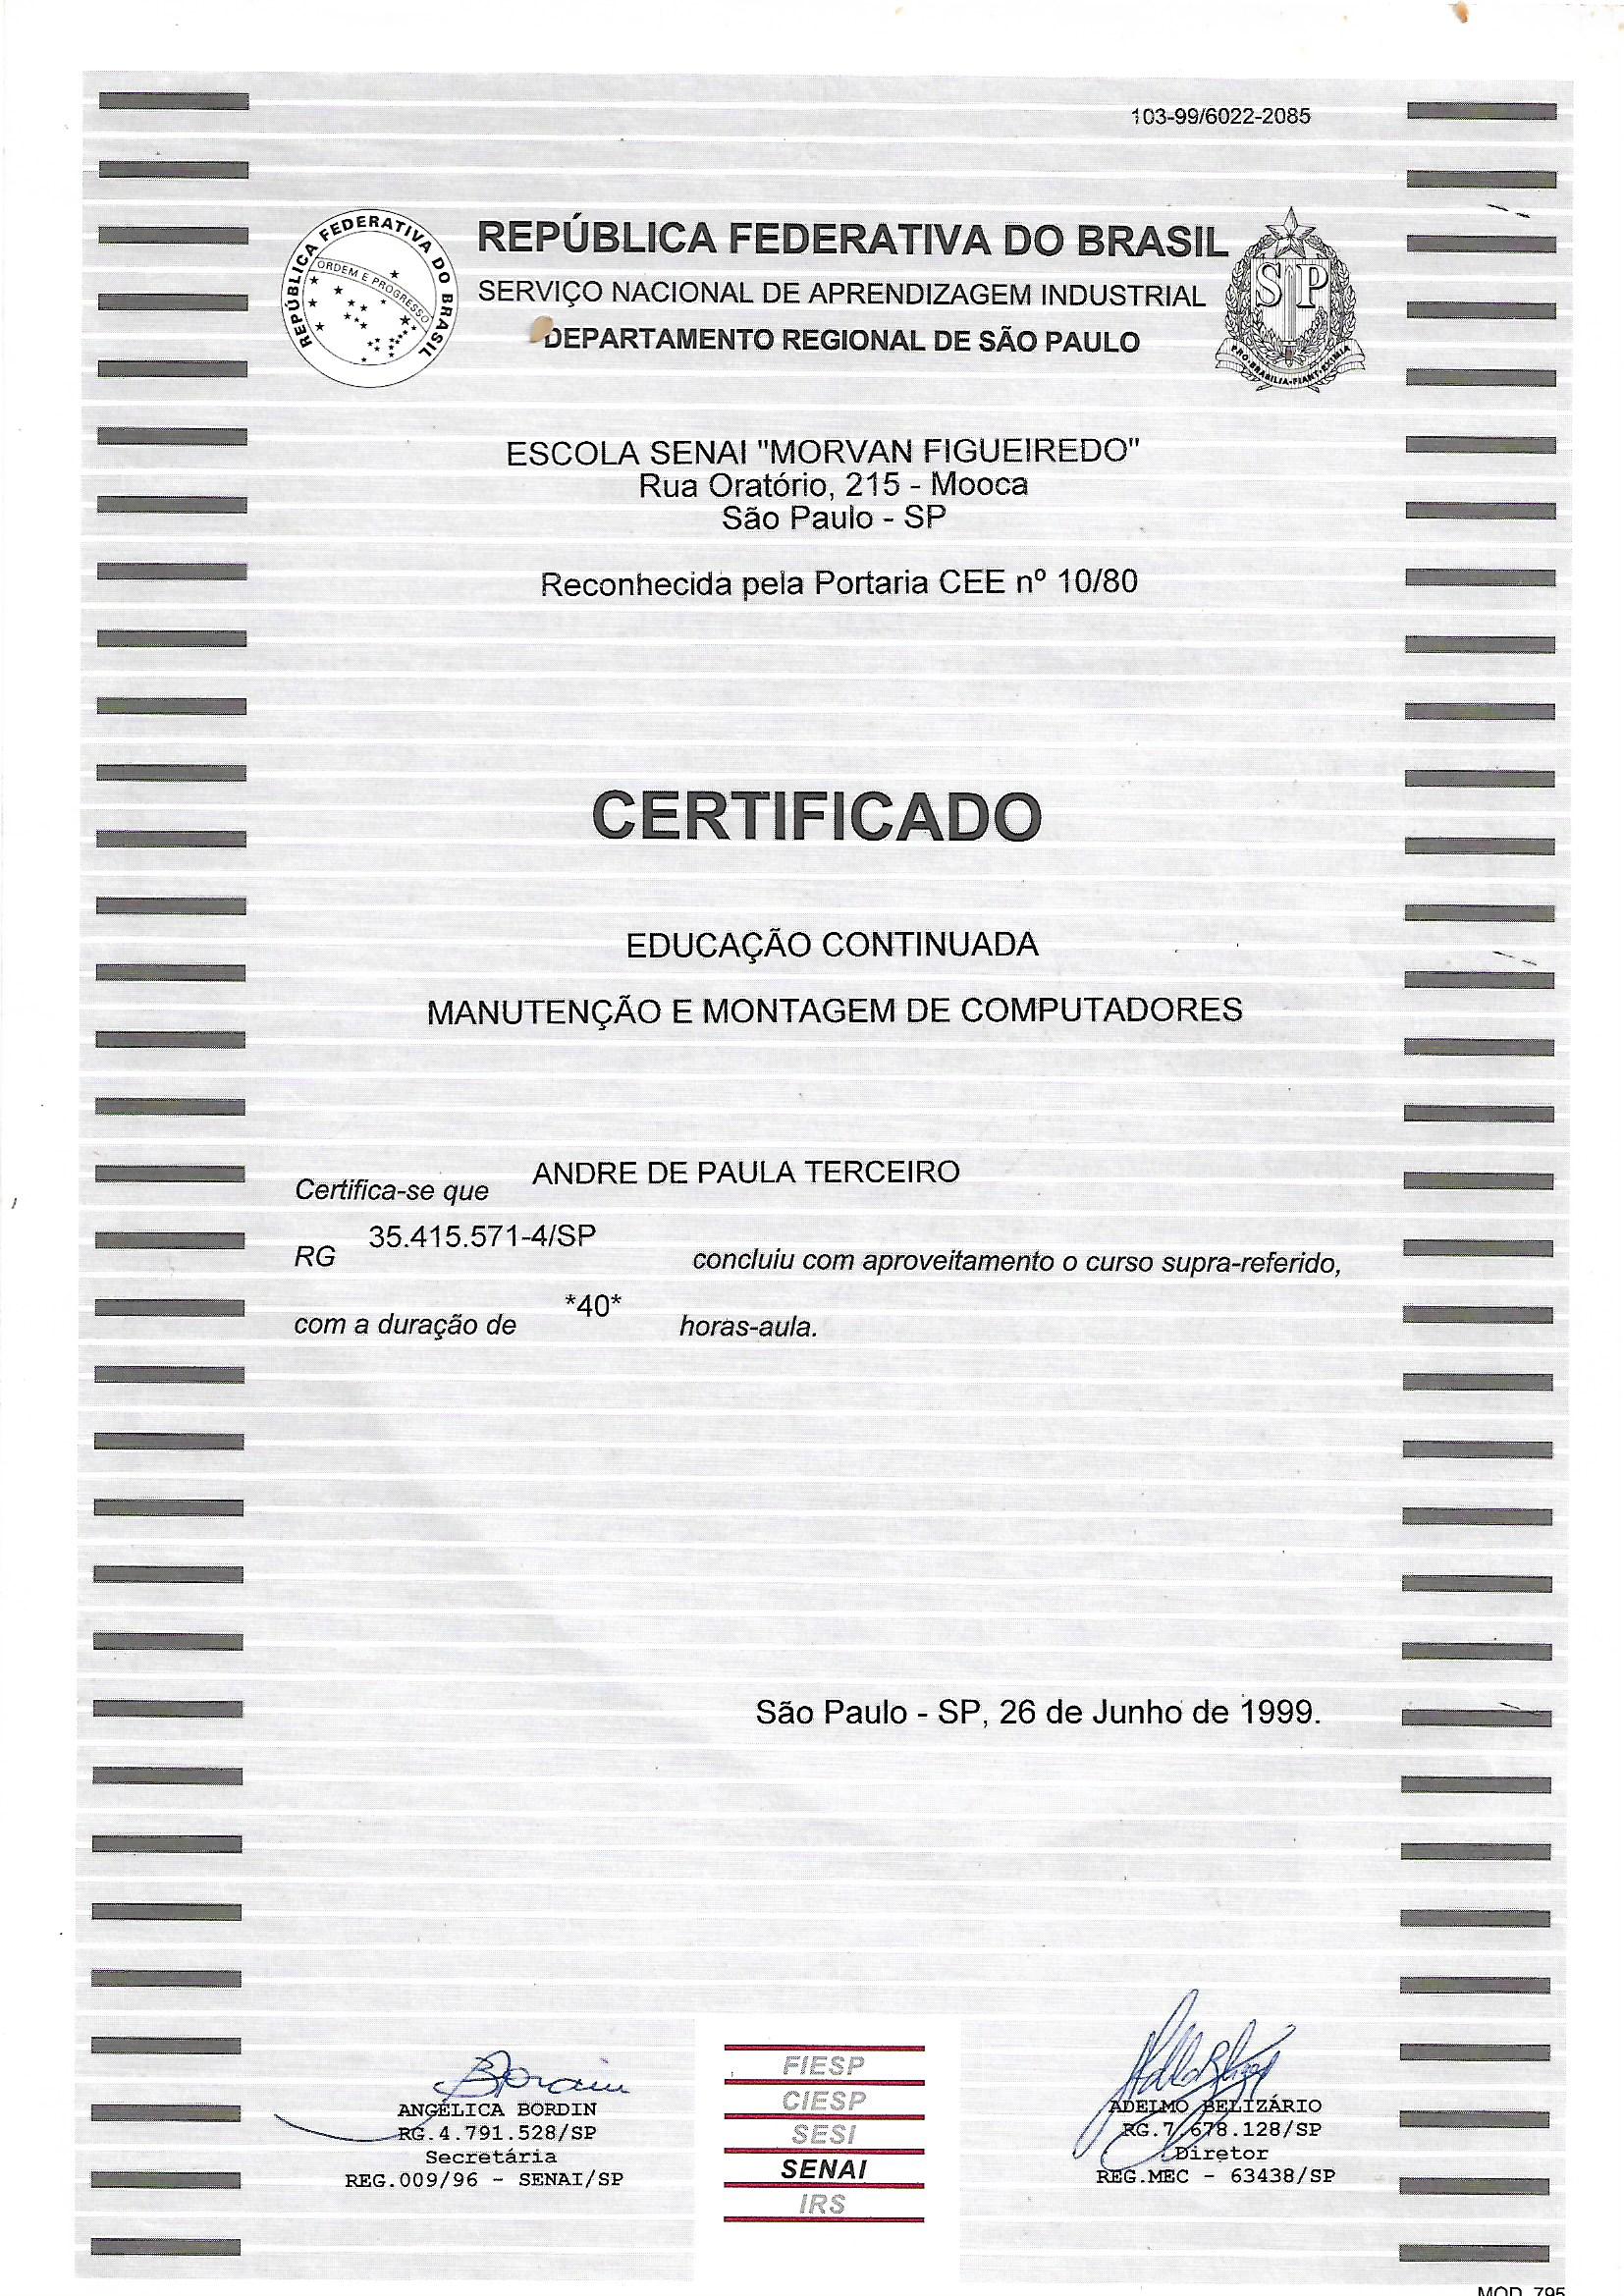 103-99/6022-2085
REPÚBLICA FEDERATIVA DO BRASIL
ORDEM E PROGRESSO
REPÚBLICA FEDERATIVA DO BRASIL
SERVIÇO NACIONAL DE APRENDIZAGEM INDUSTRIAL
DEPARTAMENTO REGIONAL DE SÃO PAULO
SP
PRO·BRASILIA·FIANT·EXIMIA
ESCOLA SENAI "MORVAN FIGUEIREDO"
Rua Oratório, 215 - Mooca
São Paulo - SP
Reconhecida pela Portaria CEE nº 10/80
CERTIFICADO
EDUCAÇÃO CONTINUADA
MANUTENÇÃO E MONTAGEM DE COMPUTADORES
Certifica-se que ANDRE DE PAULA TERCEIRO
RG 35.415.571-4/SP concluiu com aproveitamento o curso supra-referido,
com a duração de *40* horas-aula.
São Paulo - SP, 26 de Junho de 1999.
ANGÉLICA BORDIN
RG.4.791.528/SP
Secretária
REG.009/96 - SENAI/SP
FIESP
CIESP
SESI
SENAI
IRS
ADELMO BELIZÁRIO
RG.7.678.128/SP
Diretor
REG.MEC - 63438/SP
MOD. 795